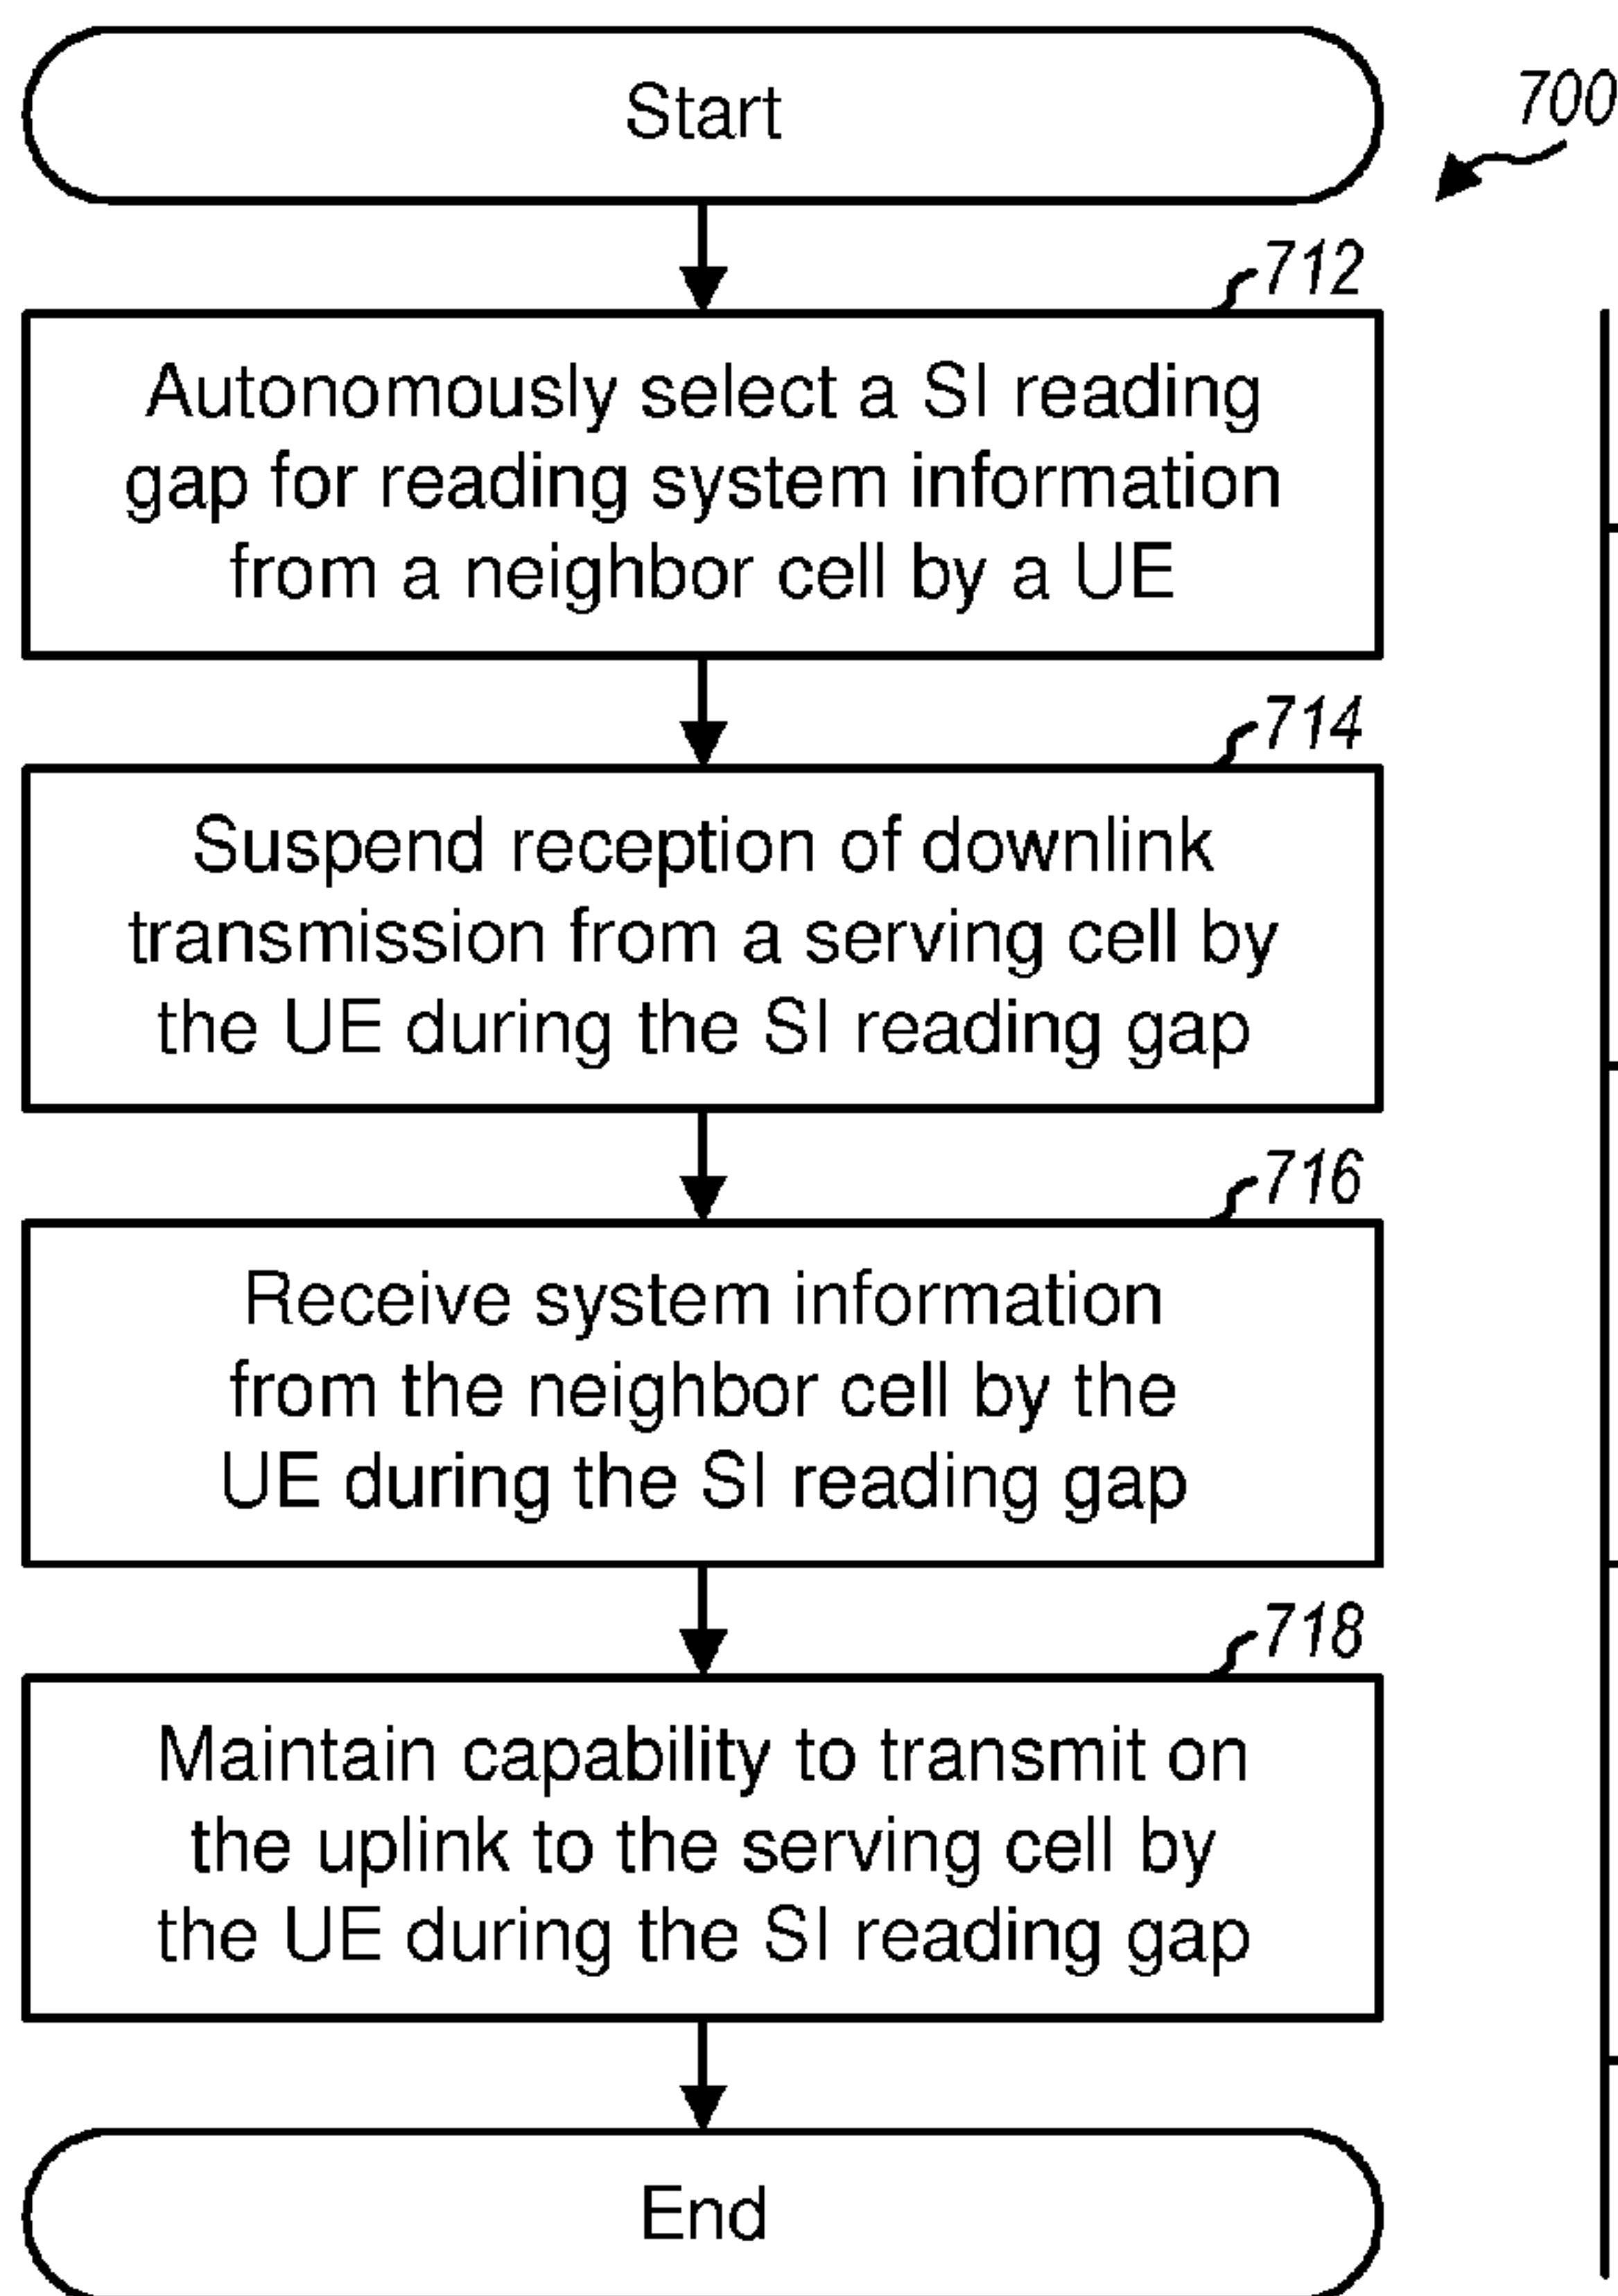 Start
700
712
Autonomously select a SI reading
gap for reading system information
from a neighbor cell by a UE
714
Suspend reception of downlink
transmission from a serving cell by
the UE during the SI reading gap
716
Receive system information
from the neighbor cell by the
UE during the SI reading gap
718
Maintain capability to transmit on
the uplink to the serving cell by
the UE during the SI reading gap
End